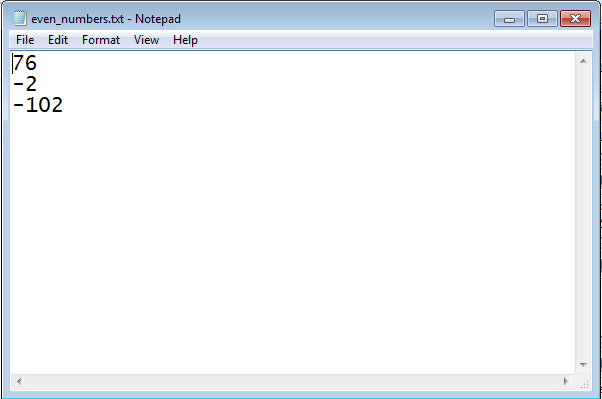 even_numbers.txt - Notepad
File Edit Format View Help
76
-2
-102